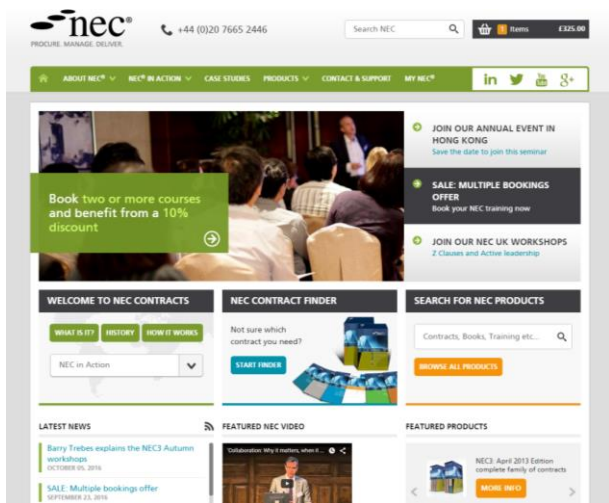 nec®
PROCURE. MANAGE. DELIVER.
+44 (0)20 7665 2446
Search NEC
1 Items £325.00
ABOUT NEC® NEC® IN ACTION CASE STUDIES PRODUCTS CONTACT & SUPPORT MY NEC®
in You Tube g+
Book two or more courses
and benefit from a 10%
discount
JOIN OUR ANNUAL EVENT IN
HONG KONG
Save the date to join this seminar
SALE: MULTIPLE BOOKINGS
OFFER
Book your NEC training now
JOIN OUR NEC UK WORKSHOPS
Z Clauses and Active leadership
WELCOME TO NEC CONTRACTS
WHAT IS IT? HISTORY HOW IT WORKS
NEC in Action
NEC CONTRACT FINDER
Not sure which
contract you need?
START FINDER
SEARCH FOR NEC PRODUCTS
Contracts, Books, Training etc...
BROWSE ALL PRODUCTS
LATEST NEWS
Barry Trebes explains the NEC3 Autumn
workshops
OCTOBER 05, 2016
SALE: Multiple bookings offer
SEPTEMBER 23, 2016
FEATURED NEC VIDEO
'Collaboration: Why it matters, when it ...
FEATURED PRODUCTS
NEC3: April 2013 Edition
complete family of contracts
MORE INFO